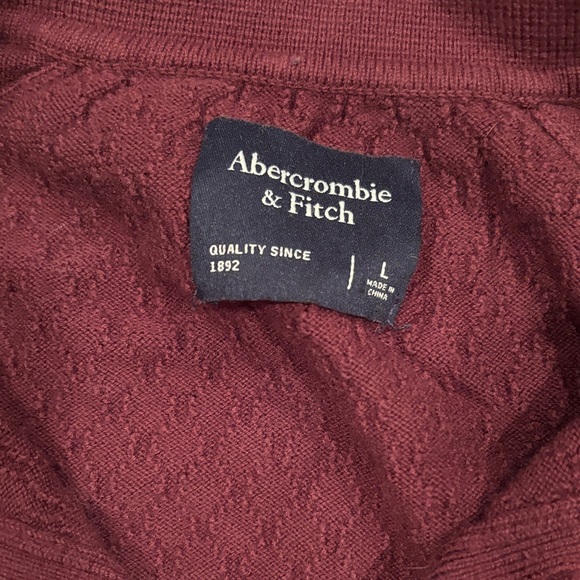 Abercrombie
& Fitch
QUALITY SINCE
1892
L
MADE IN
CHINA